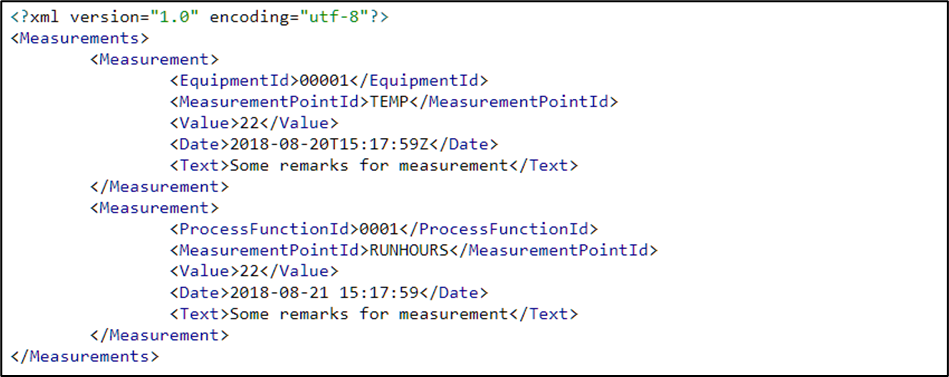 <?xml version="1.0" encoding="utf-8"?>
<Measurements>
<Measurement>
<EquipmentId>00001</EquipmentId>
<MeasurementPointId>TEMP</MeasurementPointId>
<Value>22</Value>
<Date>2018-08-20T15:17:59Z</Date>
<Text>Some remarks for measurement</Text>
</Measurement>
<Measurement>
<ProcessFunctionId>0001</ProcessFunctionId>
<MeasurementPointId>RUNHOURS</MeasurementPointId>
<Value>22</Value>
<Date>2018-08-21 15:17:59</Date>
<Text>Some remarks for measurement</Text>
</Measurement>
</Measurements>